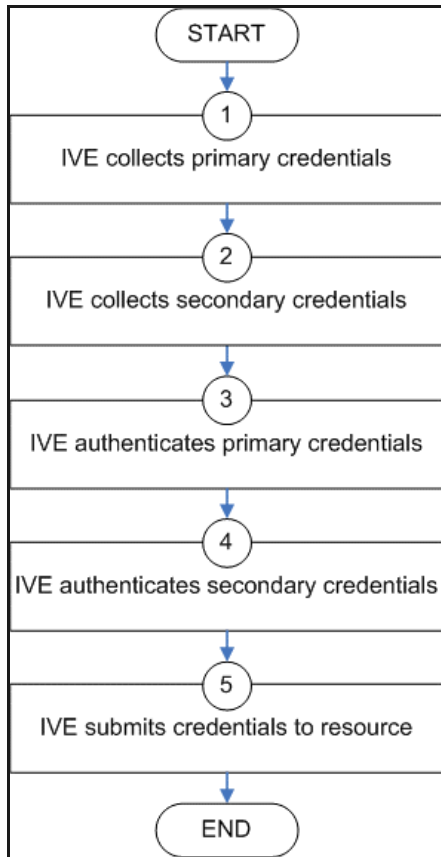 START
1
IVE collects primary credentials
2
IVE collects secondary credentials
3
IVE authenticates primary credentials
4
IVE authenticates secondary credentials
5
IVE submits credentials to resource
END